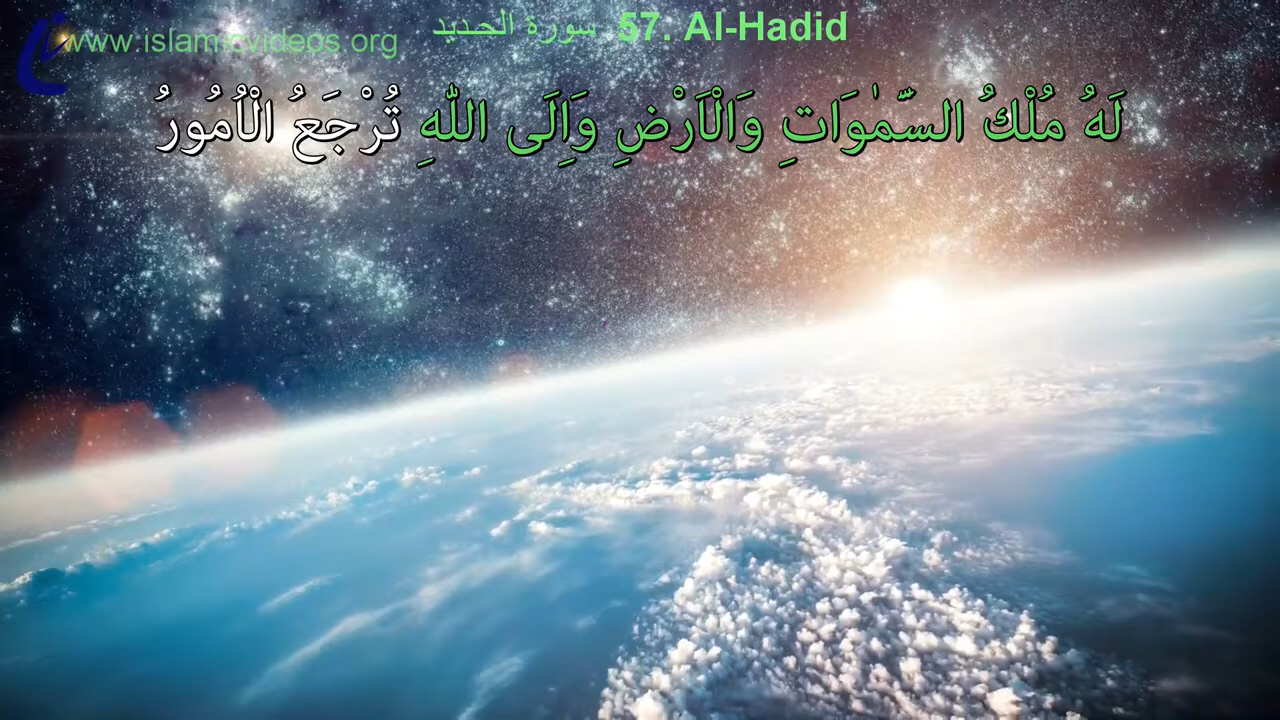 www.islamicvideos.org
سورة الحديد 57. Al-Hadid
لَهُ مُلْكُ السَّمٰوَاتِ وَالْاَرْضِ وَاِلَى اللّٰهِ تُرْجَعُ الْاُمُورُ